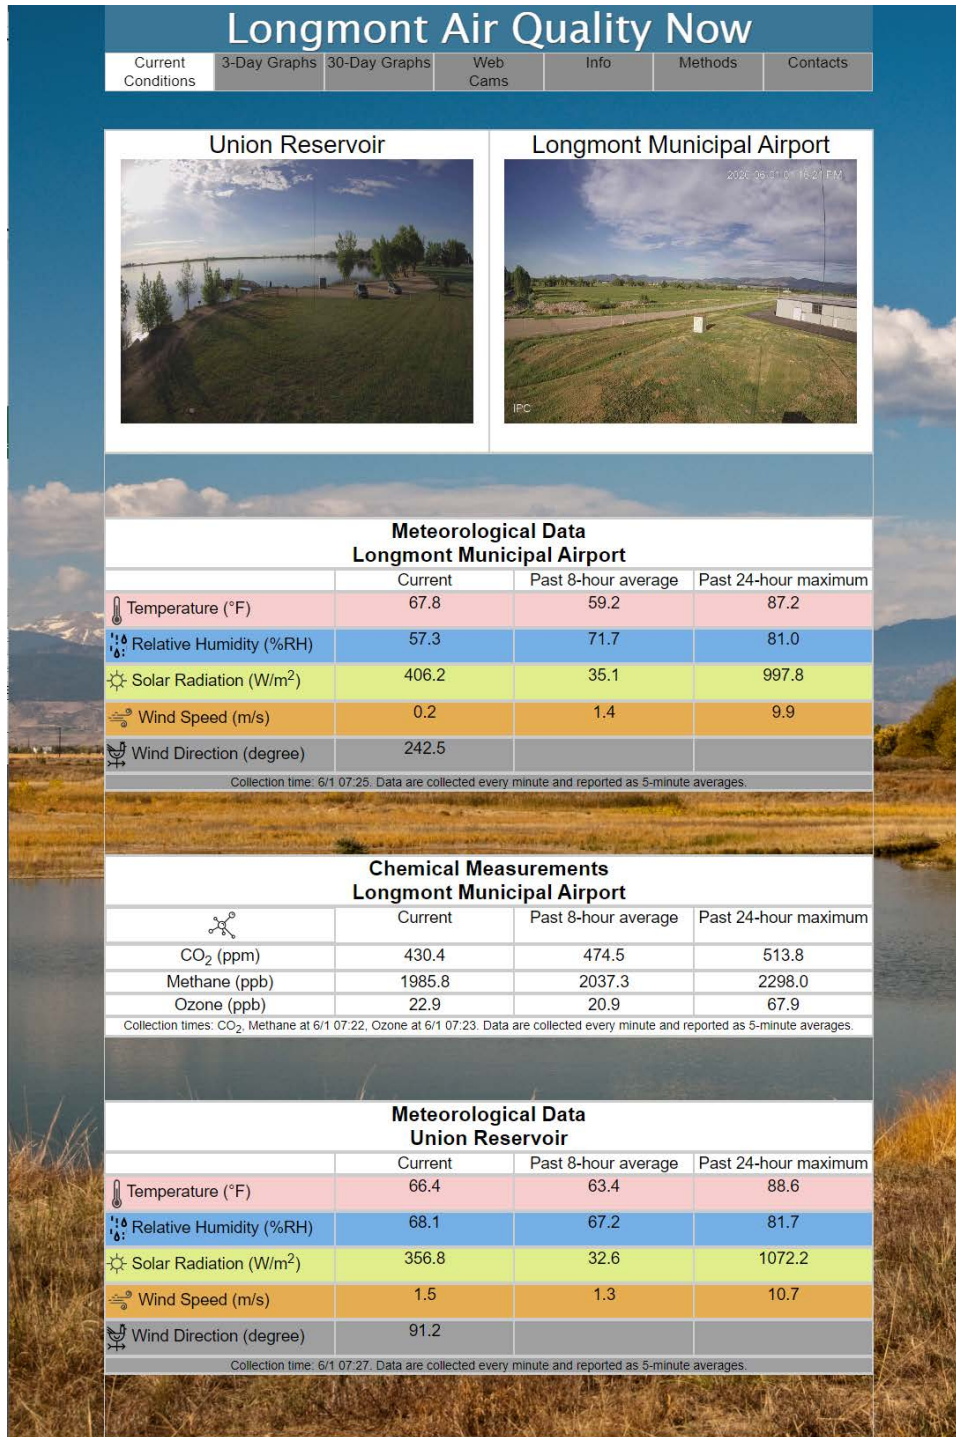 Longmont Air Quality Now
Current Conditions 3-Day Graphs 30-Day Graphs Web Cams Info Methods Contacts
Union Reservoir Longmont Municipal Airport
IPC
Meteorological Data
Longmont Municipal Airport
Current Past 8-hour average Past 24-hour maximum
Temperature (°F) 67.8 59.2 87.2
Relative Humidity (%RH) 57.3 71.7 81.0
Solar Radiation (W/m²) 406.2 35.1 997.8
Wind Speed (m/s) 0.2 1.4 9.9
Wind Direction (degree) 242.5
Collection time: 6/1 07:25. Data are collected every minute and reported as 5-minute averages.
Chemical Measurements
Longmont Municipal Airport
Current Past 8-hour average Past 24-hour maximum
CO₂ (ppm) 430.4 474.5 513.8
Methane (ppb) 1985.8 2037.3 2298.0
Ozone (ppb) 22.9 20.9 67.9
Collection times: CO₂, Methane at 6/1 07:22, Ozone at 6/1 07:23. Data are collected every minute and reported as 5-minute averages.
Meteorological Data
Union Reservoir
Current Past 8-hour average Past 24-hour maximum
Temperature (°F) 66.4 63.4 88.6
Relative Humidity (%RH) 68.1 67.2 81.7
Solar Radiation (W/m²) 356.8 32.6 1072.2
Wind Speed (m/s) 1.5 1.3 10.7
Wind Direction (degree) 91.2
Collection time: 6/1 07:27. Data are collected every minute and reported as 5-minute averages.